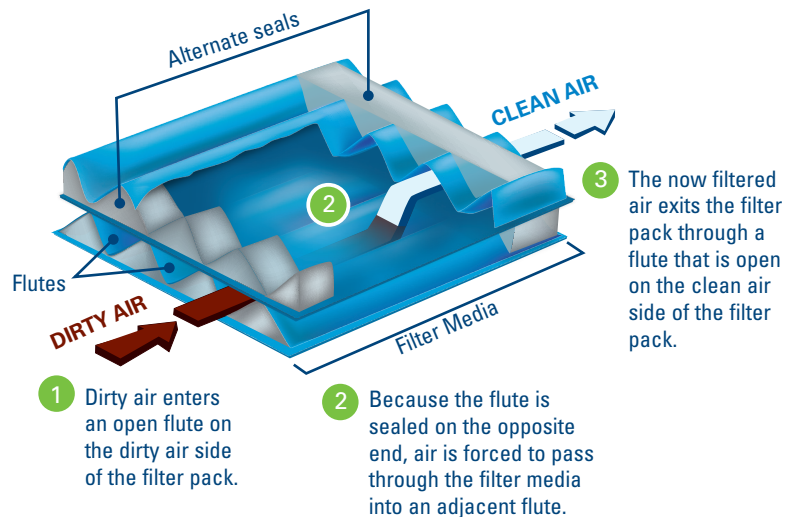 Alternate seals
CLEAN AIR
2
Flutes
DIRTY AIR
Filter Media
1
Dirty air enters
an open flute on
the dirty air side
of the filter pack.
2
Because the flute is
sealed on the opposite
end, air is forced to pass
through the filter media
into an adjacent flute.
3
The now filtered
air exits the filter
pack through a
flute that is open
on the clean air
side of the filter
pack.